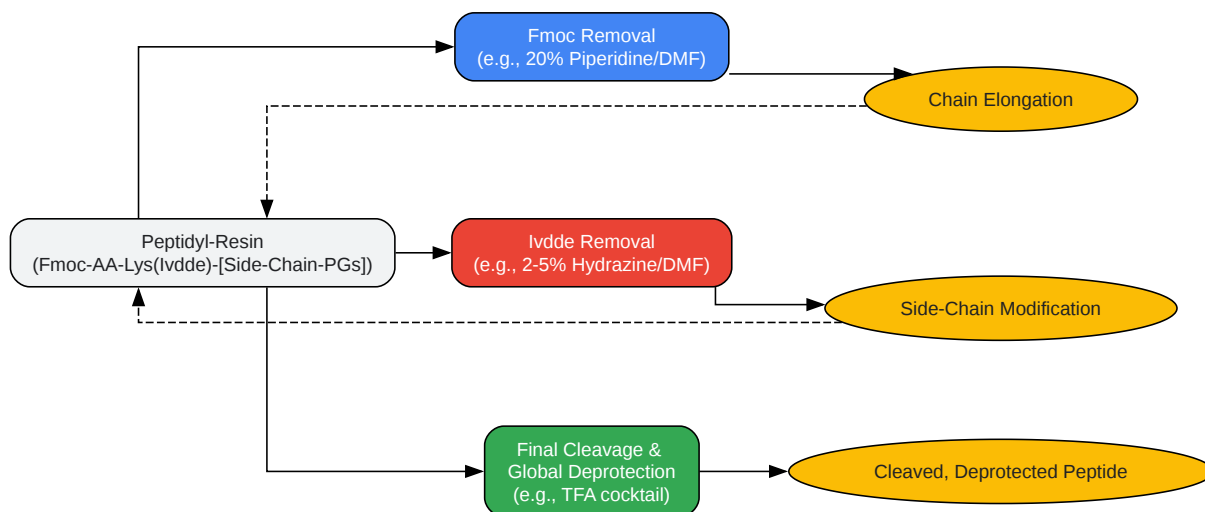 Fmoc Removal
(e.g., 20% Piperidine/DMF)
Chain Elongation
Peptidyl-Resin
(Fmoc-AA-Lys(Ivdde)-[Side-Chain-PGs])
Ivdde Removal
(e.g., 2-5% Hydrazine/DMF)
Side-Chain Modification
Final Cleavage &
Global Deprotection
(e.g., TFA cocktail)
Cleaved, Deprotected Peptide